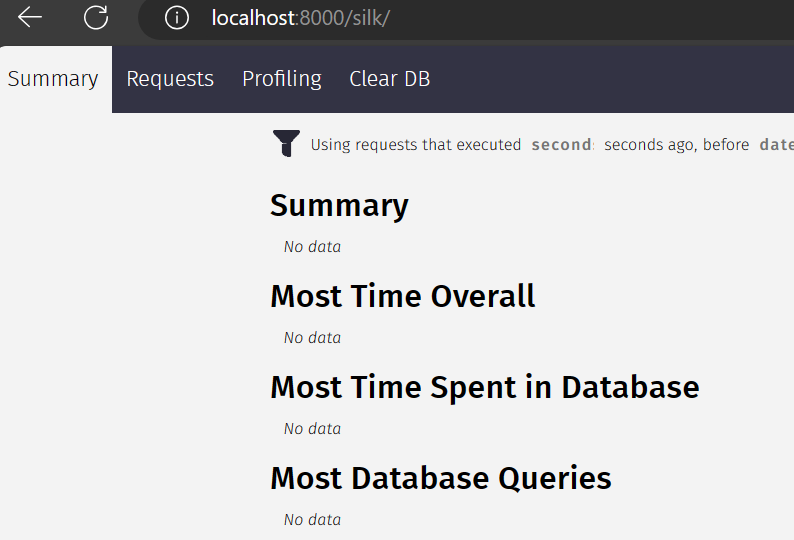 localhost:8000/silk/
Summary Requests Profiling Clear DB
Using requests that executed second seconds ago, before date
Summary
No data
Most Time Overall
No data
Most Time Spent in Database
No data
Most Database Queries
No data